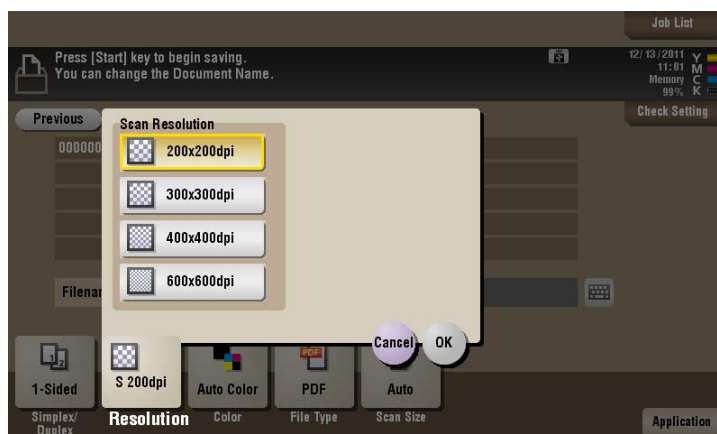 Job List
Press [Start] key to begin saving.
You can change the Document Name.
12/13/2011
11:01
Memory
99%
Y
M
C
K
Previous
Check Setting
Scan Resolution
000000
200x200dpi
300x300dpi
400x400dpi
600x600dpi
Filena
Cancel
OK
1-Sided
S 200dpi
Auto Color
PDF
PDF
Auto
Simplex/
Duplex
Resolution
Color
File Type
Scan Size
Application